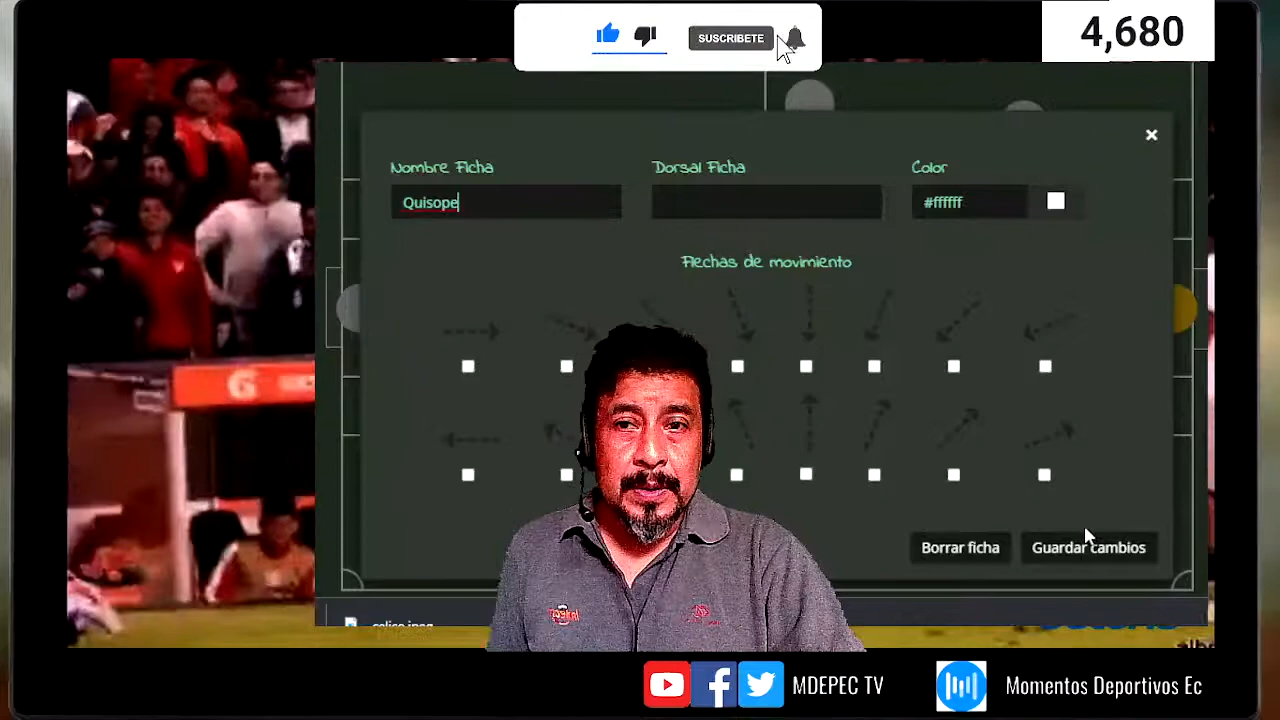 4,680
SUSCRIBETE
Nombre Ficha
Dorsal Ficha
Color
Quisope
#ffffff
Flechas de movimiento
G
Borrar ficha
Guardar cambios
MDEPEC TV
Momentos Deportivos Ec